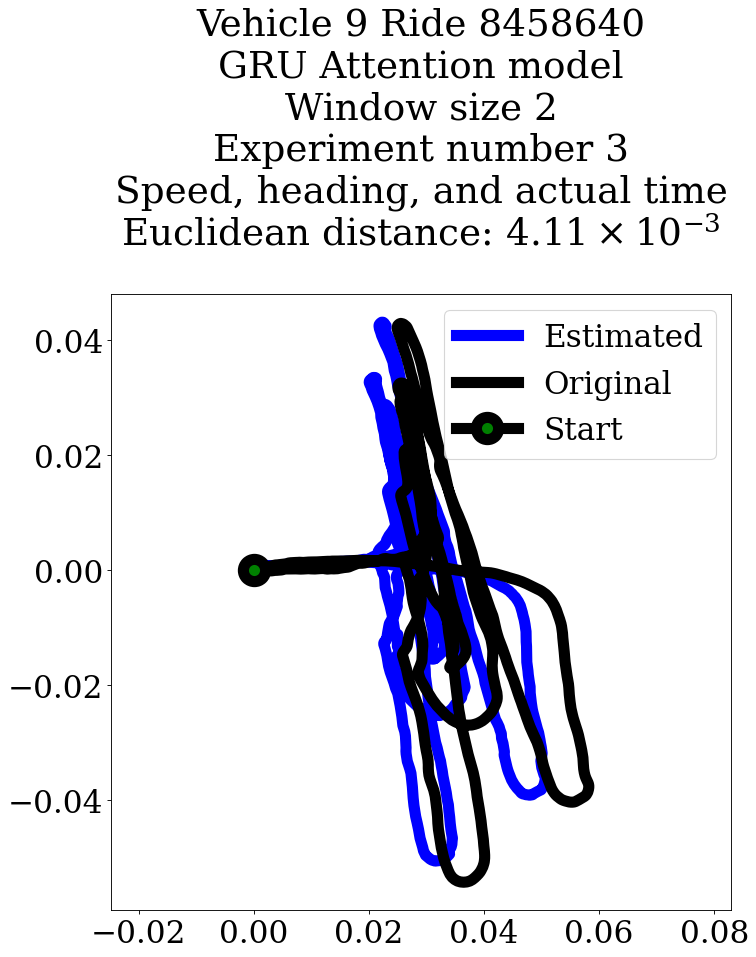 Vehicle 9 Ride 8458640
GRU Attention model
Window size 2
Experiment number 3
Speed, heading, and actual time
Euclidean distance: 4.11 × 10⁻³
Estimated
Original
Start
0.04
0.02
0.00
−0.02
−0.04
−0.02 0.00 0.02 0.04 0.06 0.08